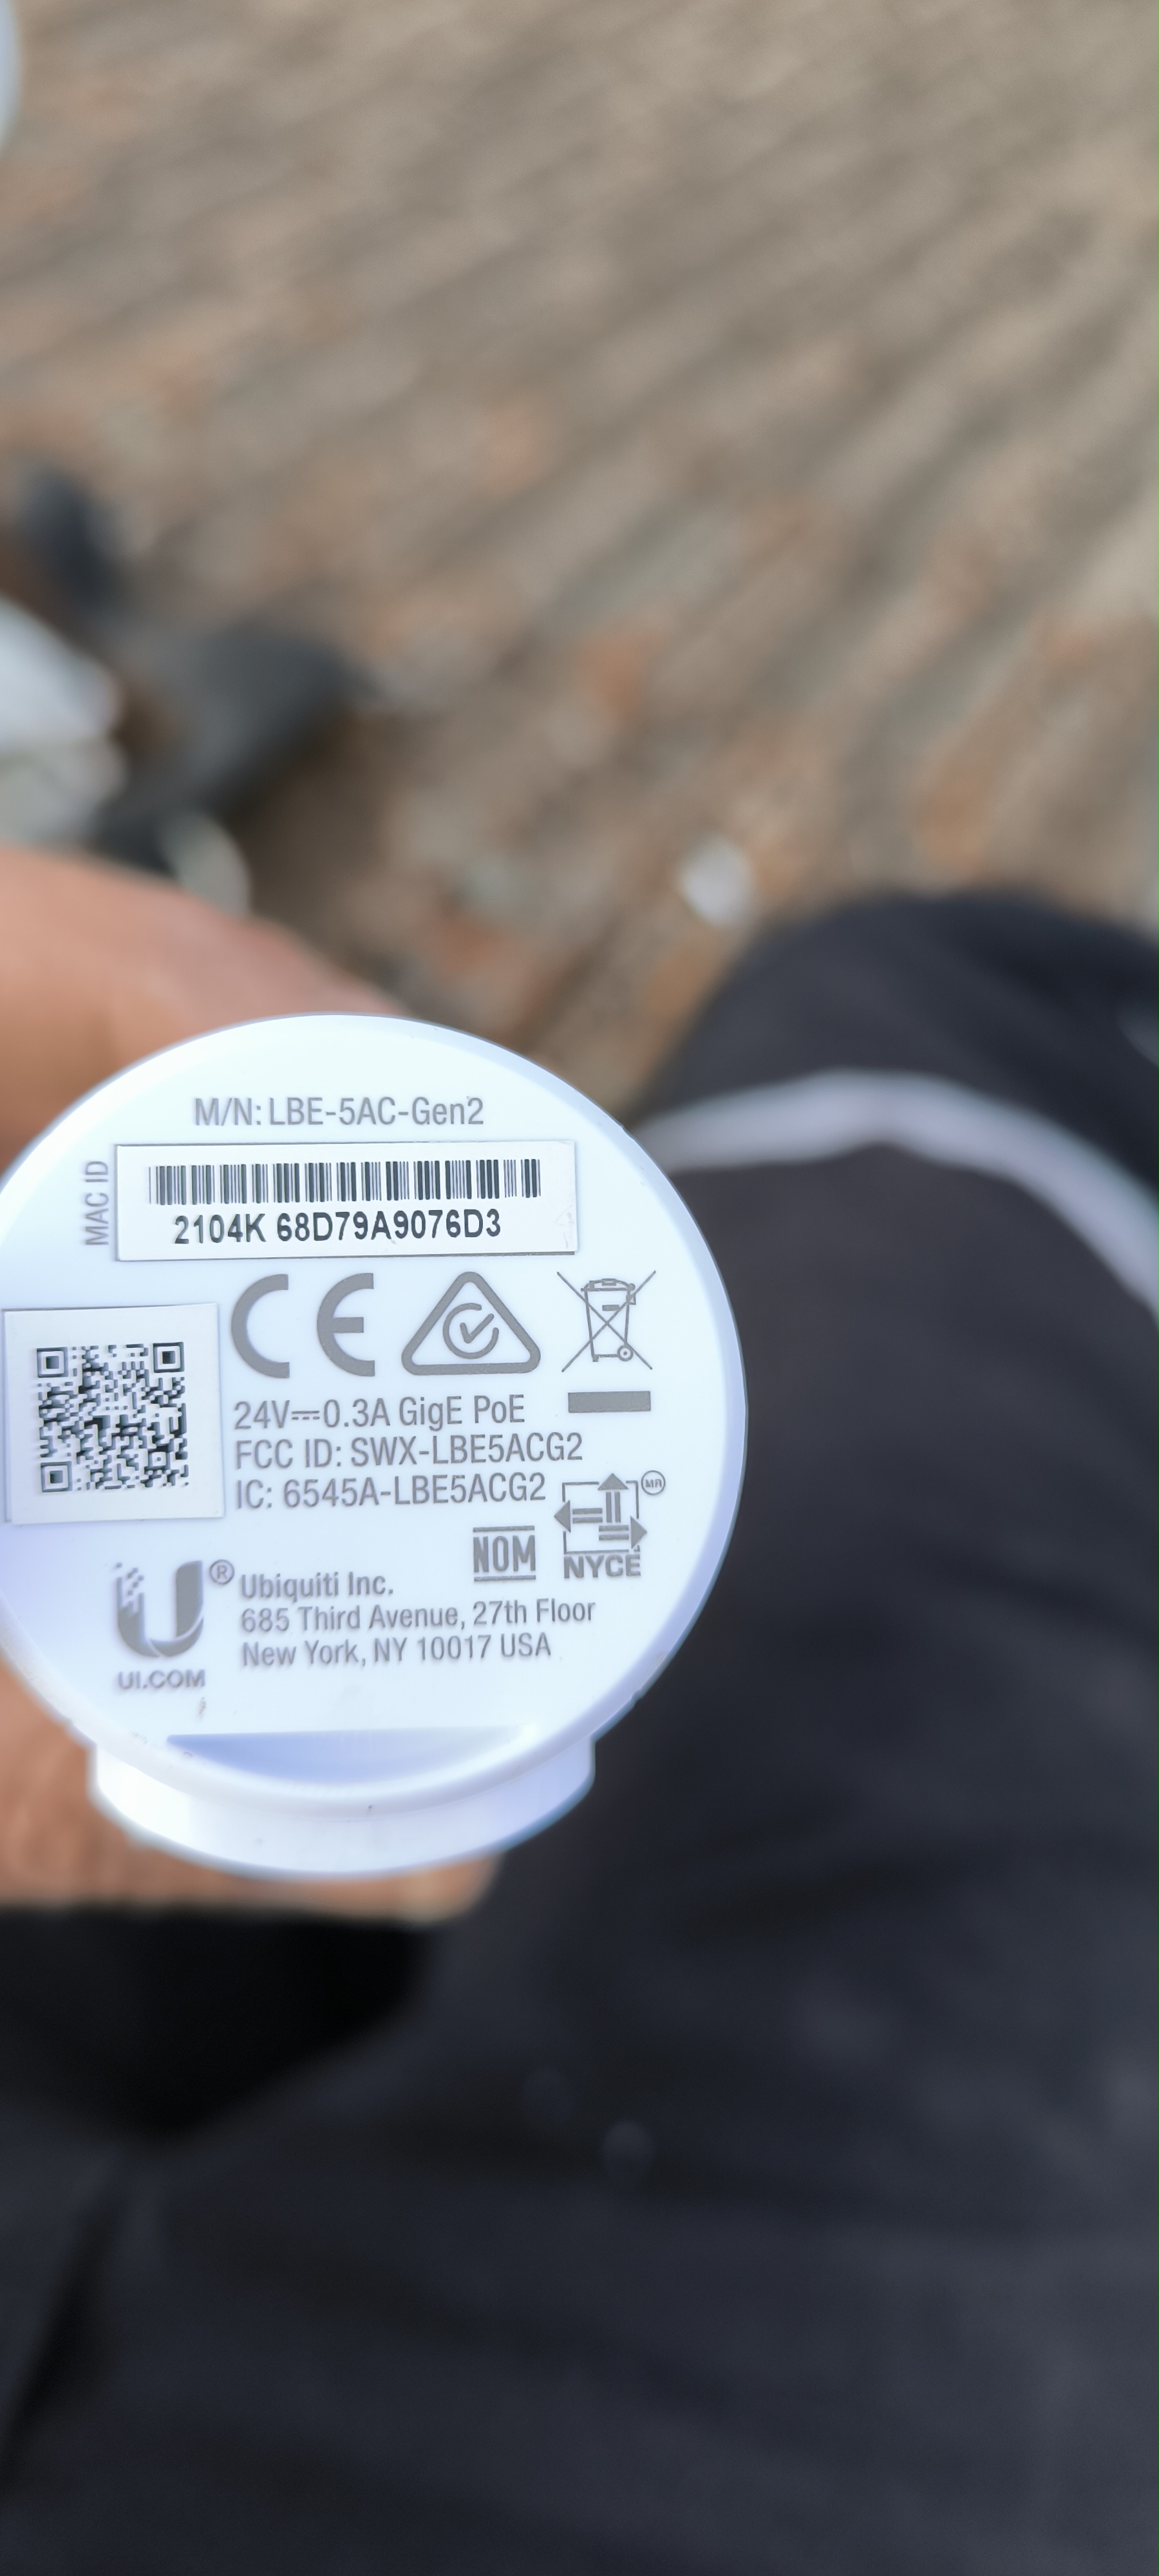 M/N: LBE-5AC-Gen2
MAC ID
2104K 68D79A9076D3
CE
24V⎓0.3A GigE PoE
FCC ID: SWX-LBE5ACG2
IC: 6545A-LBE5ACG2
MR
NOM
NYCE
®
Ubiquiti Inc.
685 Third Avenue, 27th Floor
New York, NY 10017 USA
UI.COM